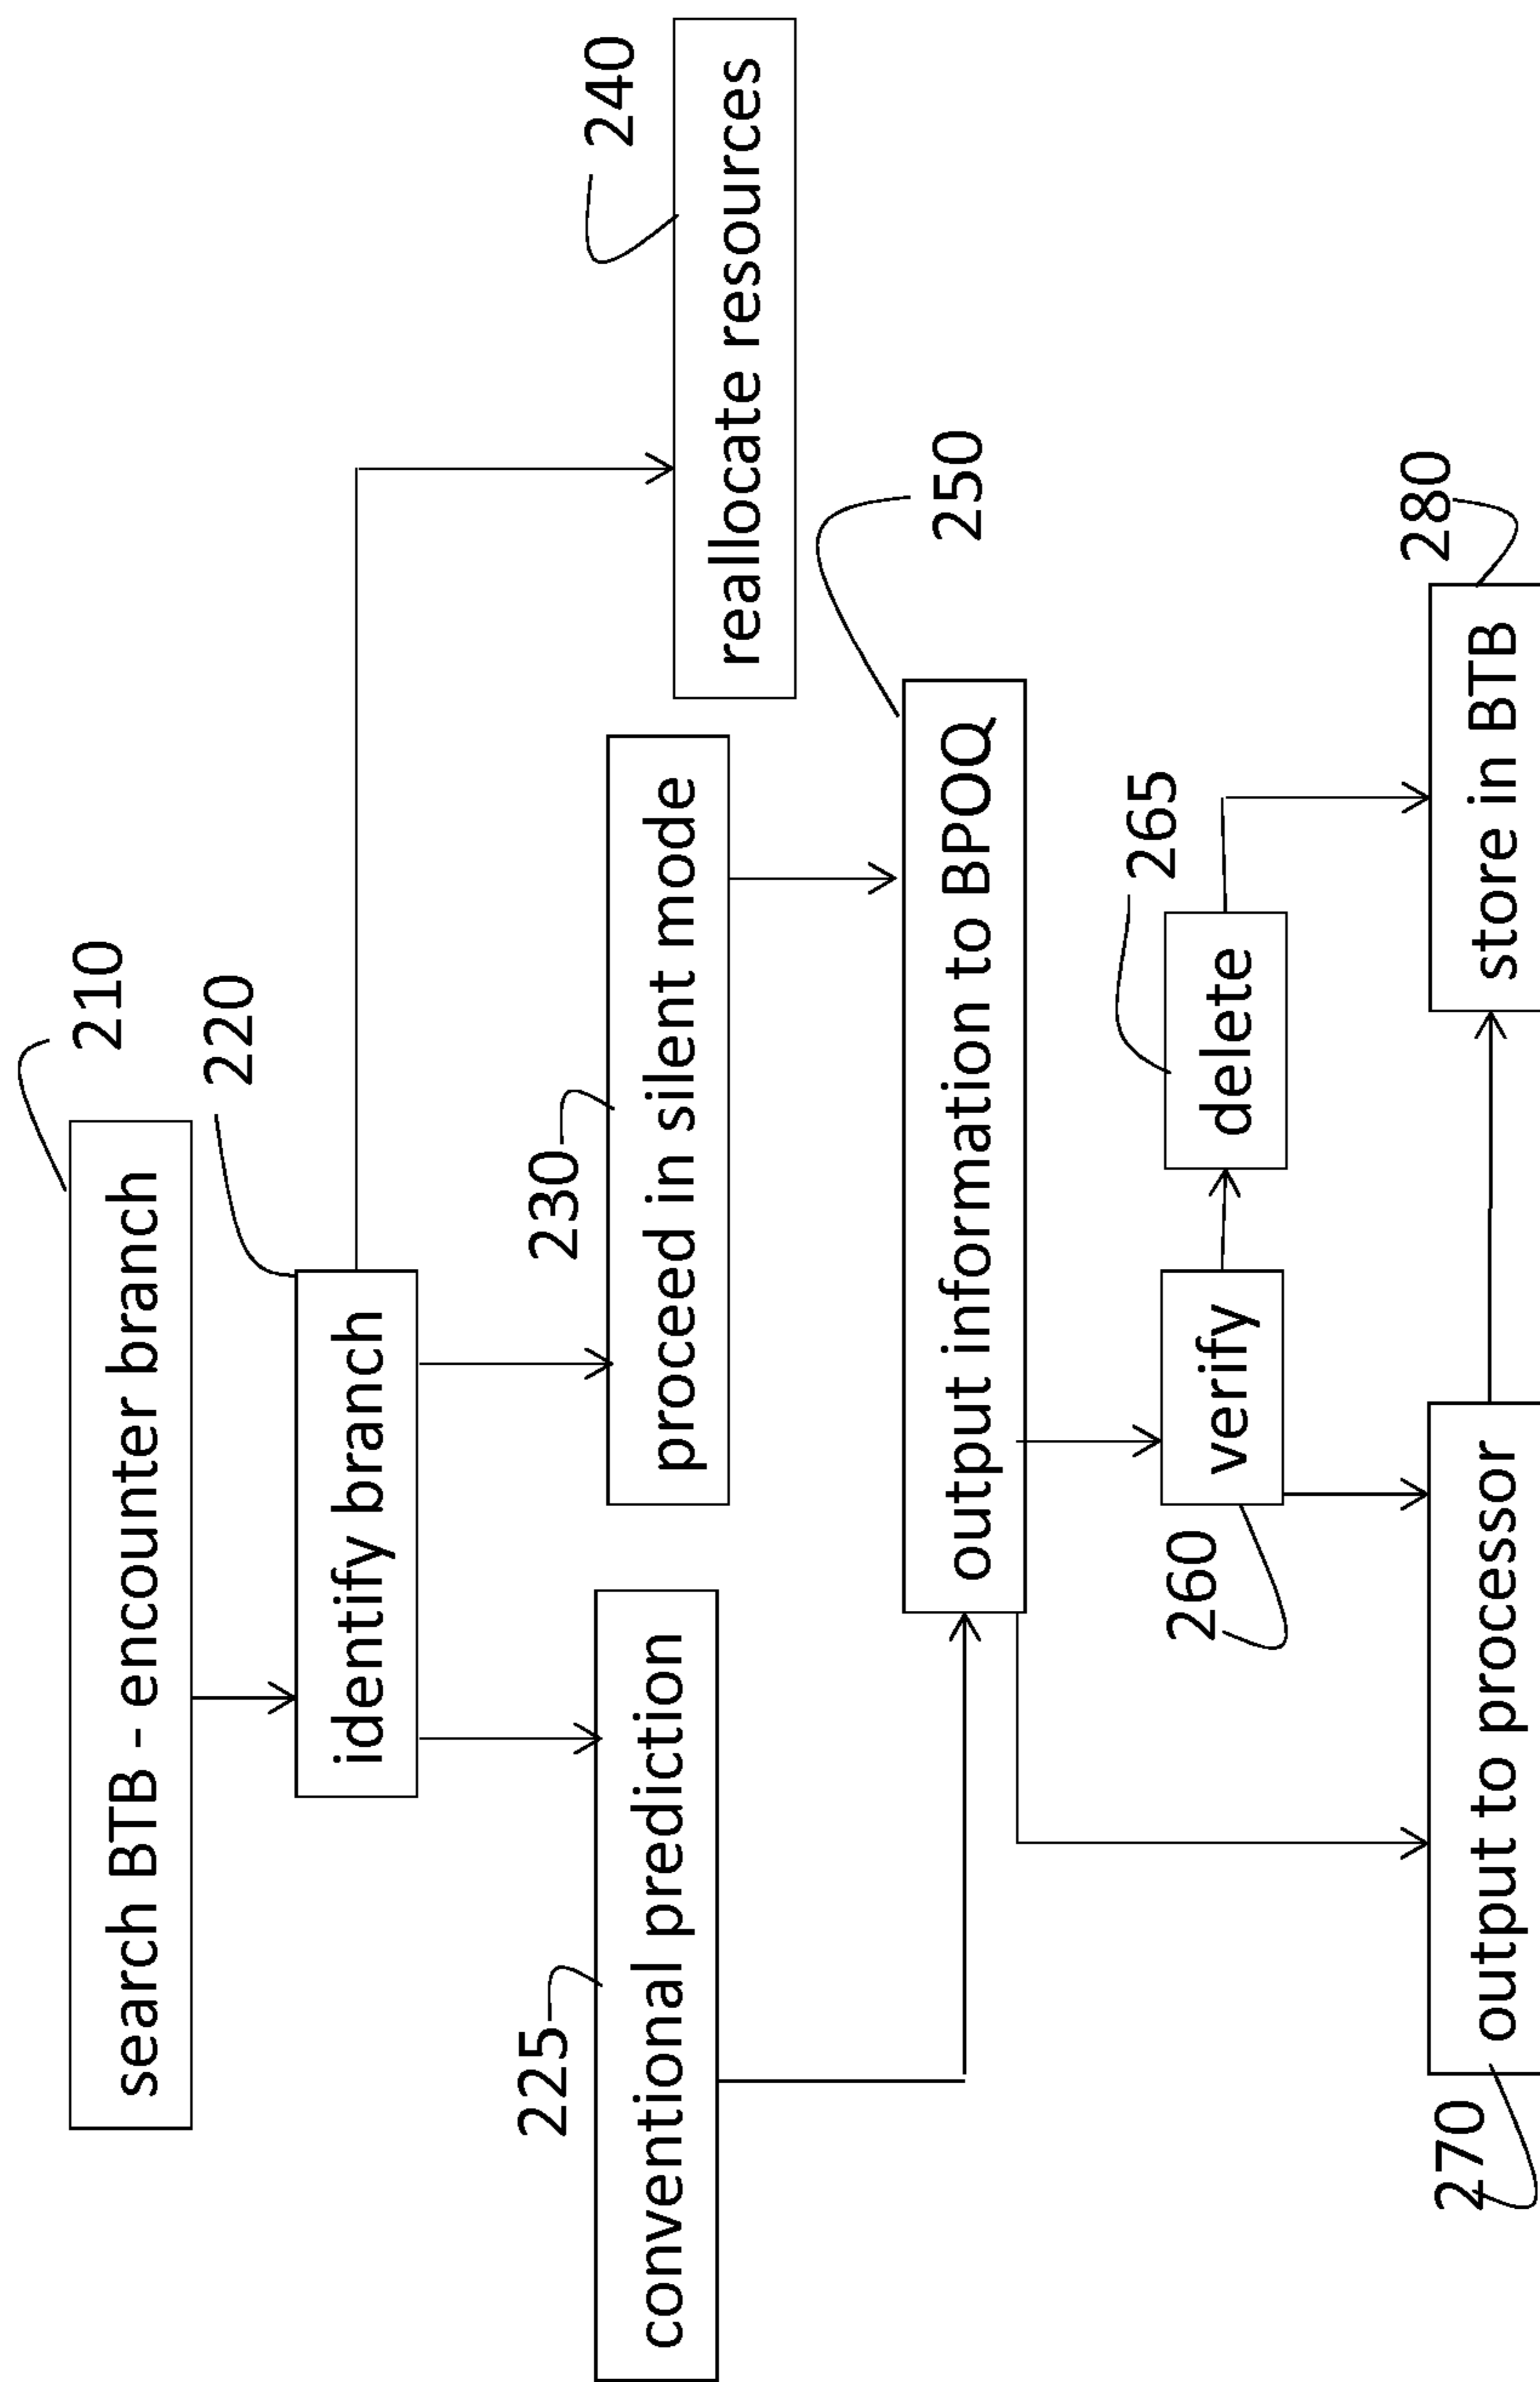 search BTB - encounter branch
210
220
identify branch
240
reallocate resources
225
conventional prediction
230
proceed in silent mode
250
output information to BPOQ
265
delete
260
verify
270
output to processor
280
store in BTB